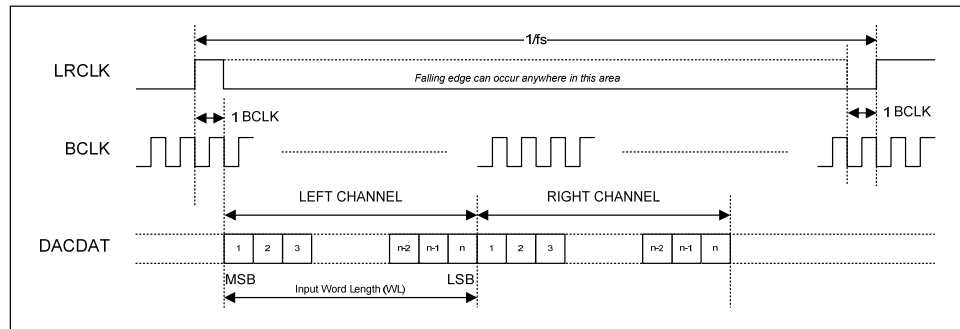 1/fs
LRCLK
Falling edge can occur anywhere in this area
1 BCLK
1 BCLK
BCLK
LEFT CHANNEL
RIGHT CHANNEL
DACDAT
1 2 3 n-2 n-1 n 1 2 3 n-2 n-1 n
MSB LSB
Input Word Length (WL)